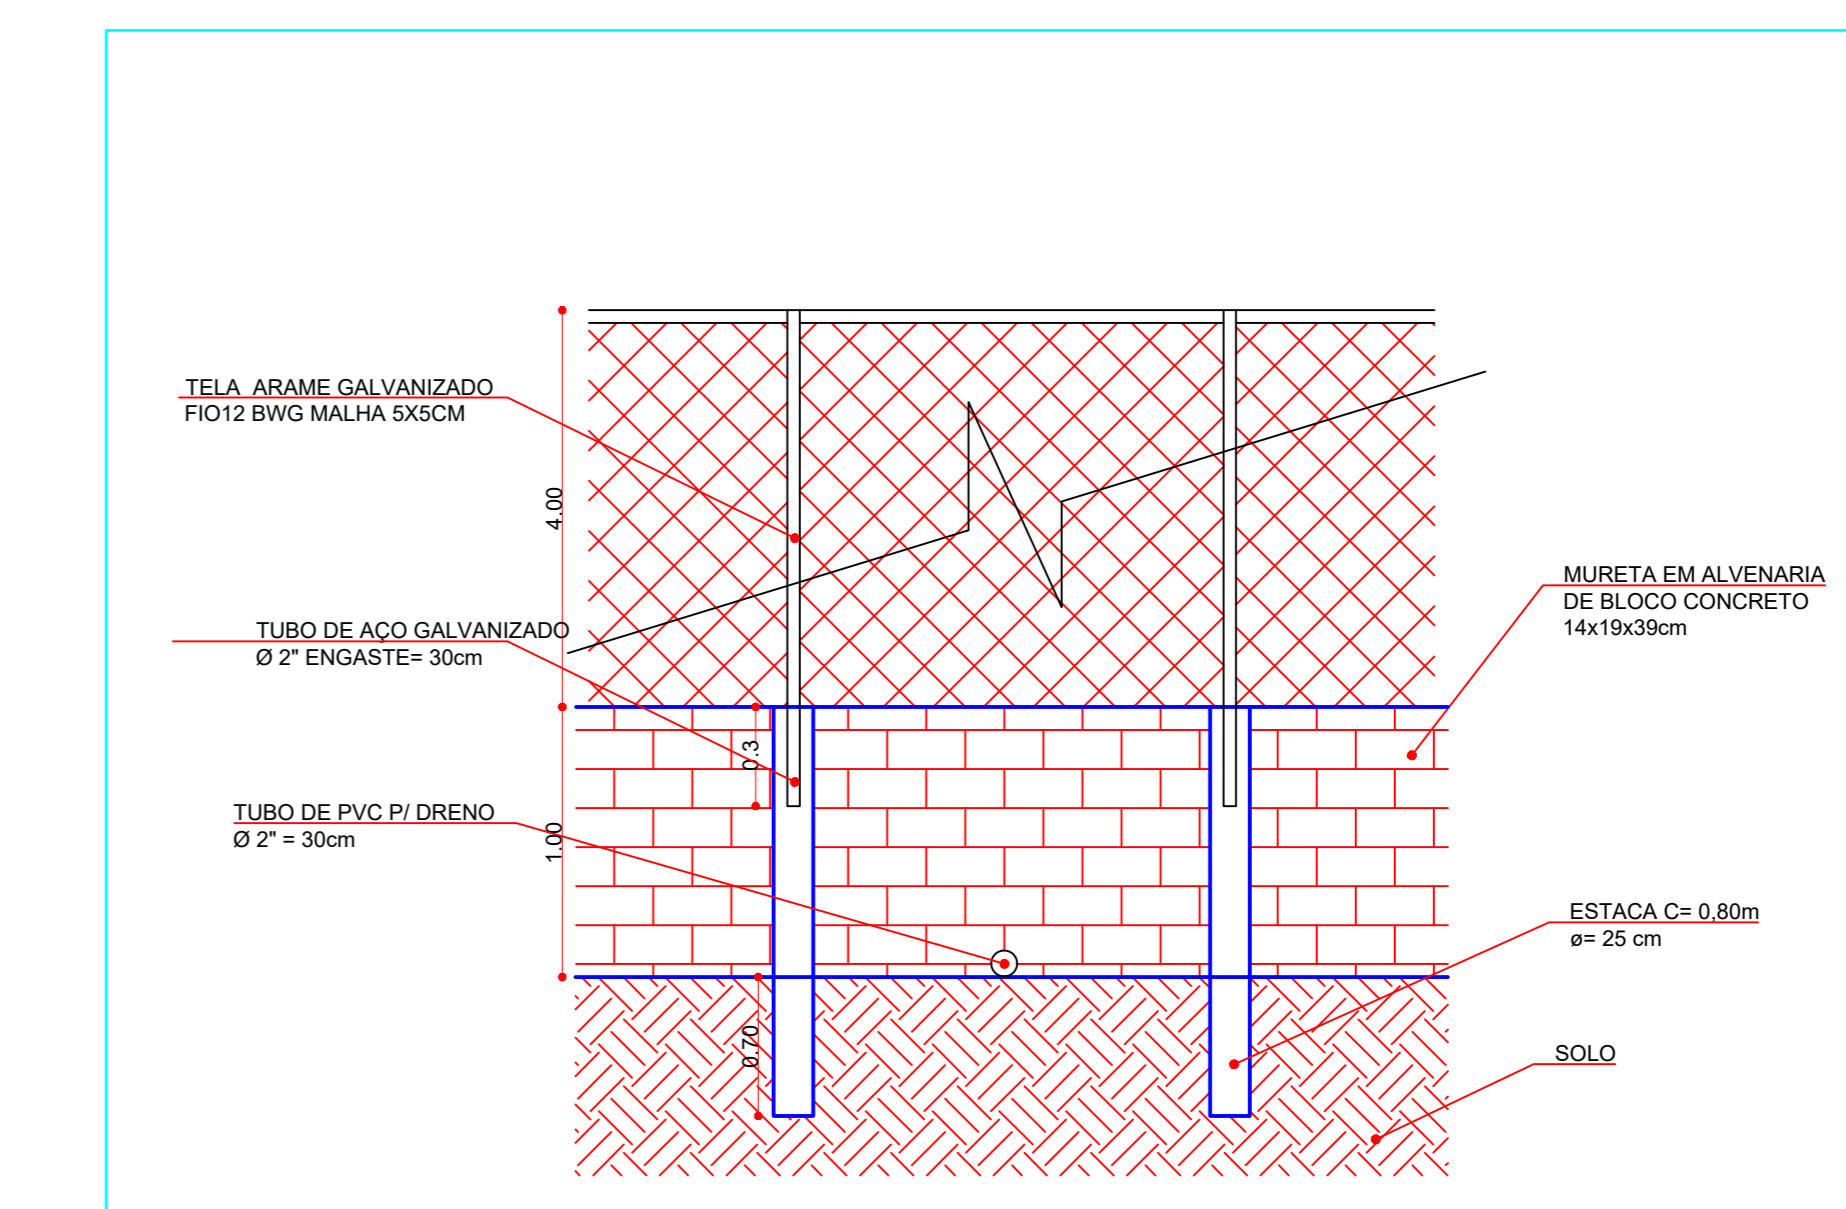 TELA ARAME GALVANIZADO
FIO12 BWG MALHA 5X5CM
4.00
MURETA EM ALVENARIA
DE BLOCO CONCRETO
14x19x39cm
TUBO DE AÇO GALVANIZADO
Ø 2" ENGASTE= 30cm
0.3
TUBO DE PVC P/ DRENO
Ø 2" = 30cm
1.00
ESTACA C= 0,80m
ø= 25 cm
0.70
SOLO